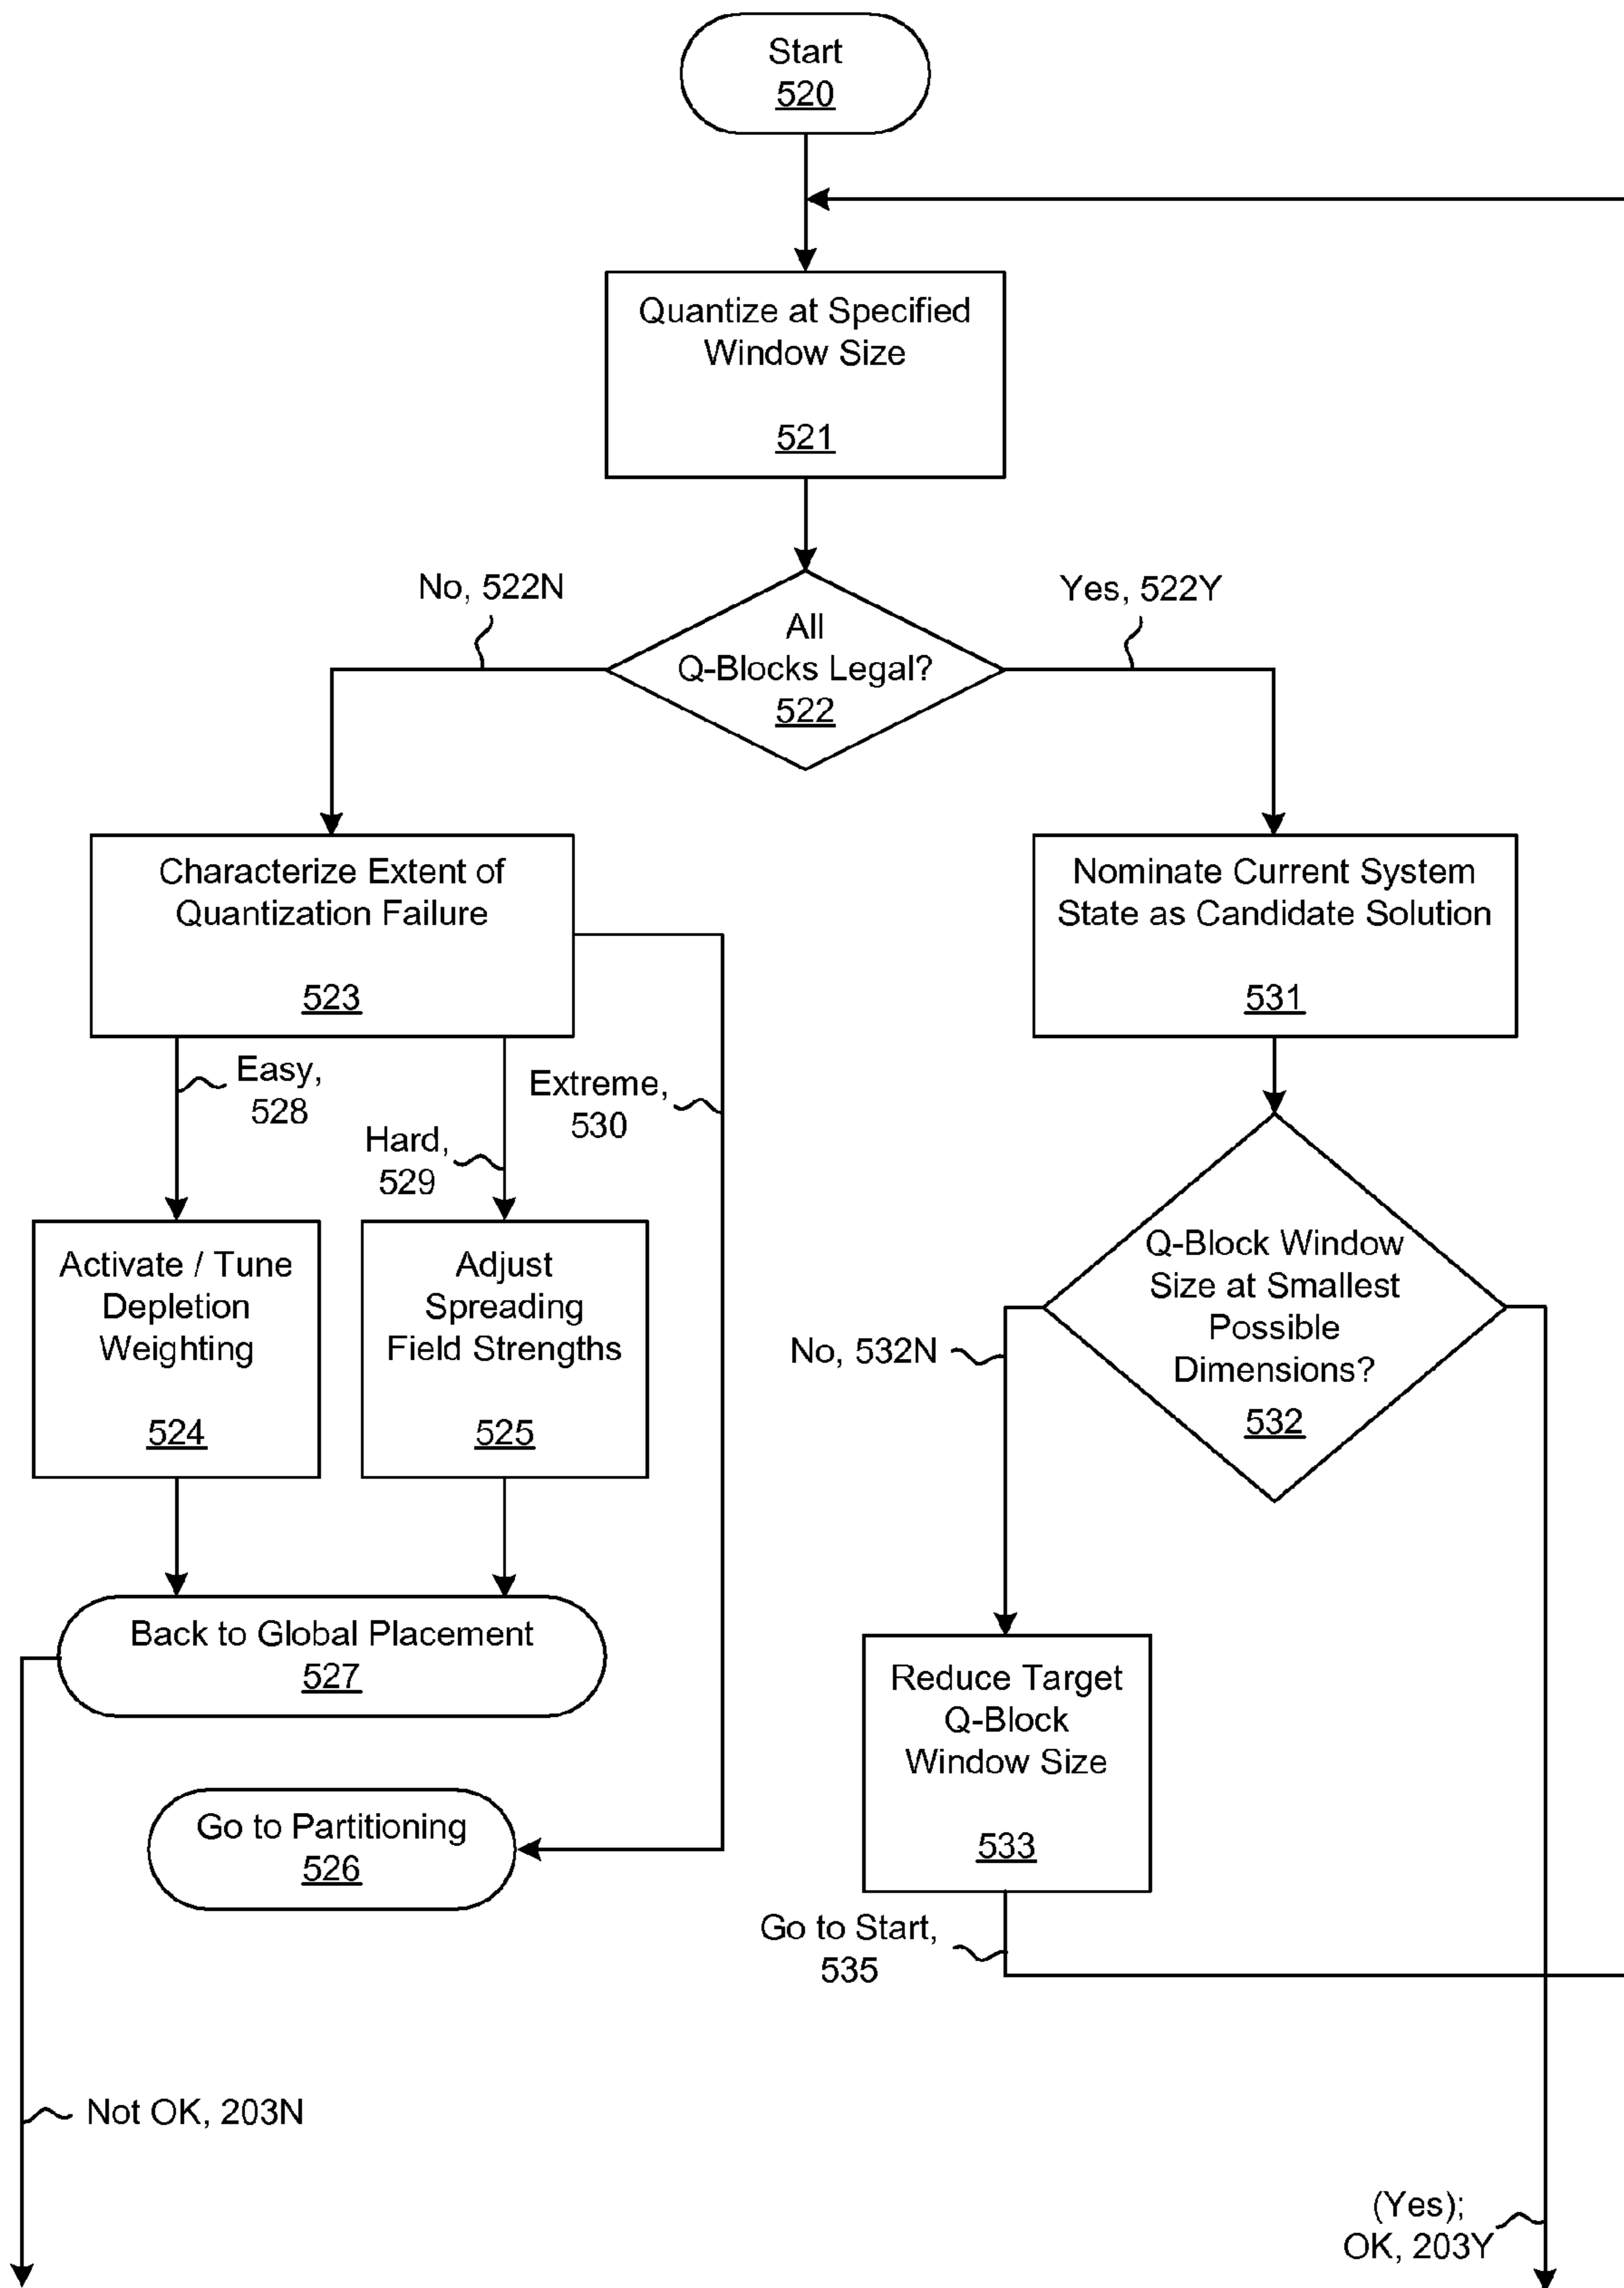 Start
520
Quantize at Specified
Window Size
521
No, 522N
Yes, 522Y
All
Q-Blocks Legal?
522
Characterize Extent of
Quantization Failure
523
Nominate Current System
State as Candidate Solution
531
Easy,
528
Hard,
529
Extreme,
530
Activate / Tune
Depletion
Weighting
524
Adjust
Spreading
Field Strengths
525
Q-Block Window
Size at Smallest
Possible
Dimensions?
532
No, 532N
Back to Global Placement
527
Reduce Target
Q-Block
Window Size
533
Go to Partitioning
526
Go to Start,
535
Not OK, 203N
(Yes);
OK, 203Y